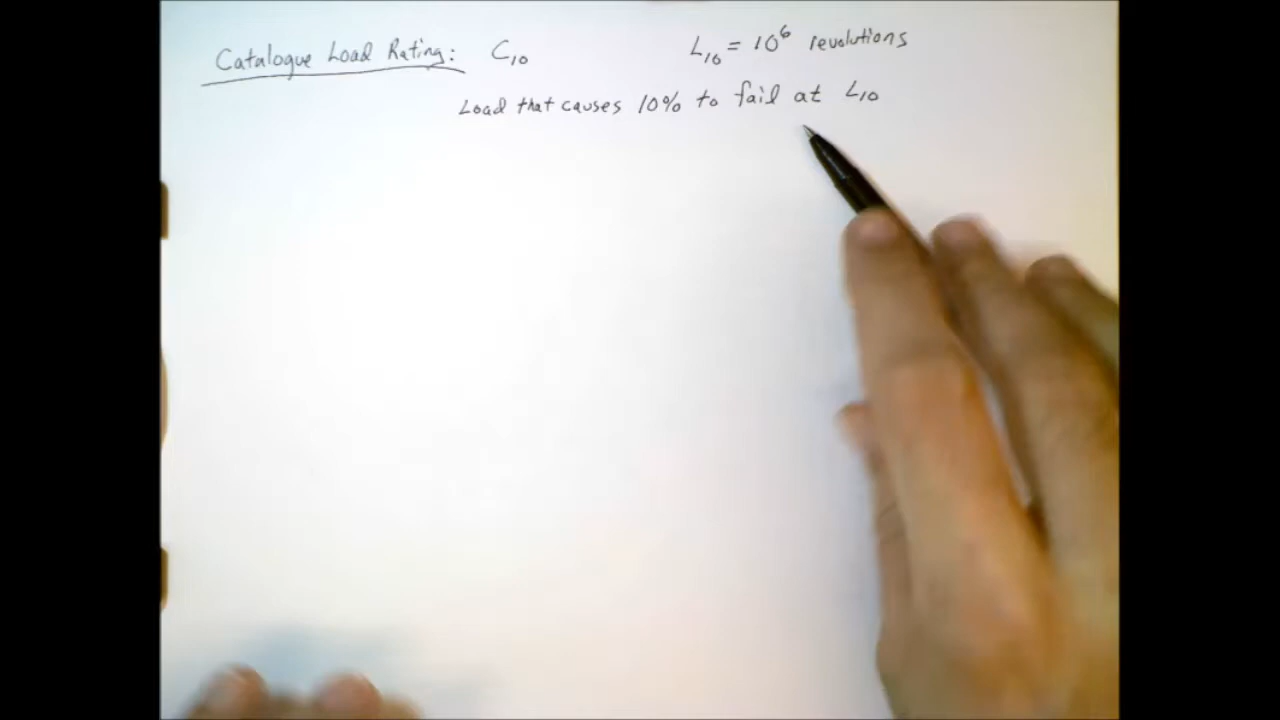 Catalogue Load Rating: C₁₀ L₁₀ = 10⁶ revolutions
Load that causes 10% to fail at L₁₀